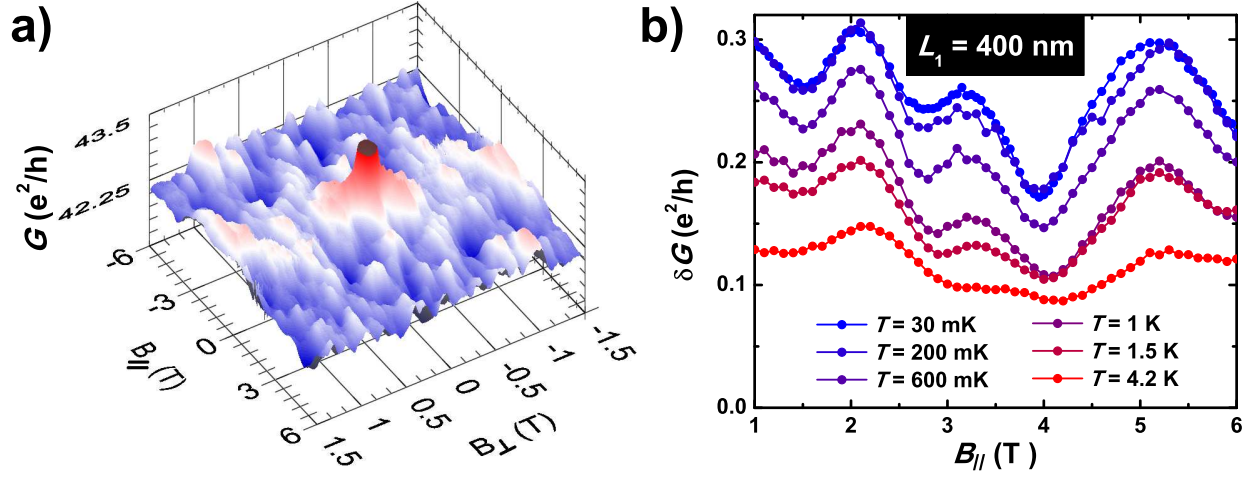 a)
G (e²/h)
43.5
42.25
-6
-3
0
3
6
B∥ (T)
1.5
1
0.5
0
-0.5
-1
-1.5
B⊥ (T)
b)
L₁ = 400 nm
δG (e²/h)
0.3
0.2
0.1
0.0
T = 30 mK
T = 200 mK
T = 600 mK
T = 1 K
T = 1.5 K
T = 4.2 K
1 2 3 4 5 6
B// (T )